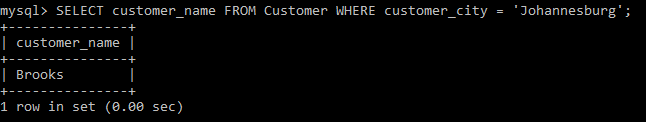 mysql> SELECT customer_name FROM Customer WHERE customer_city = 'Johannesburg';
+---------------+
| customer_name |
+---------------+
| Brooks        |
+---------------+
1 row in set (0.00 sec)